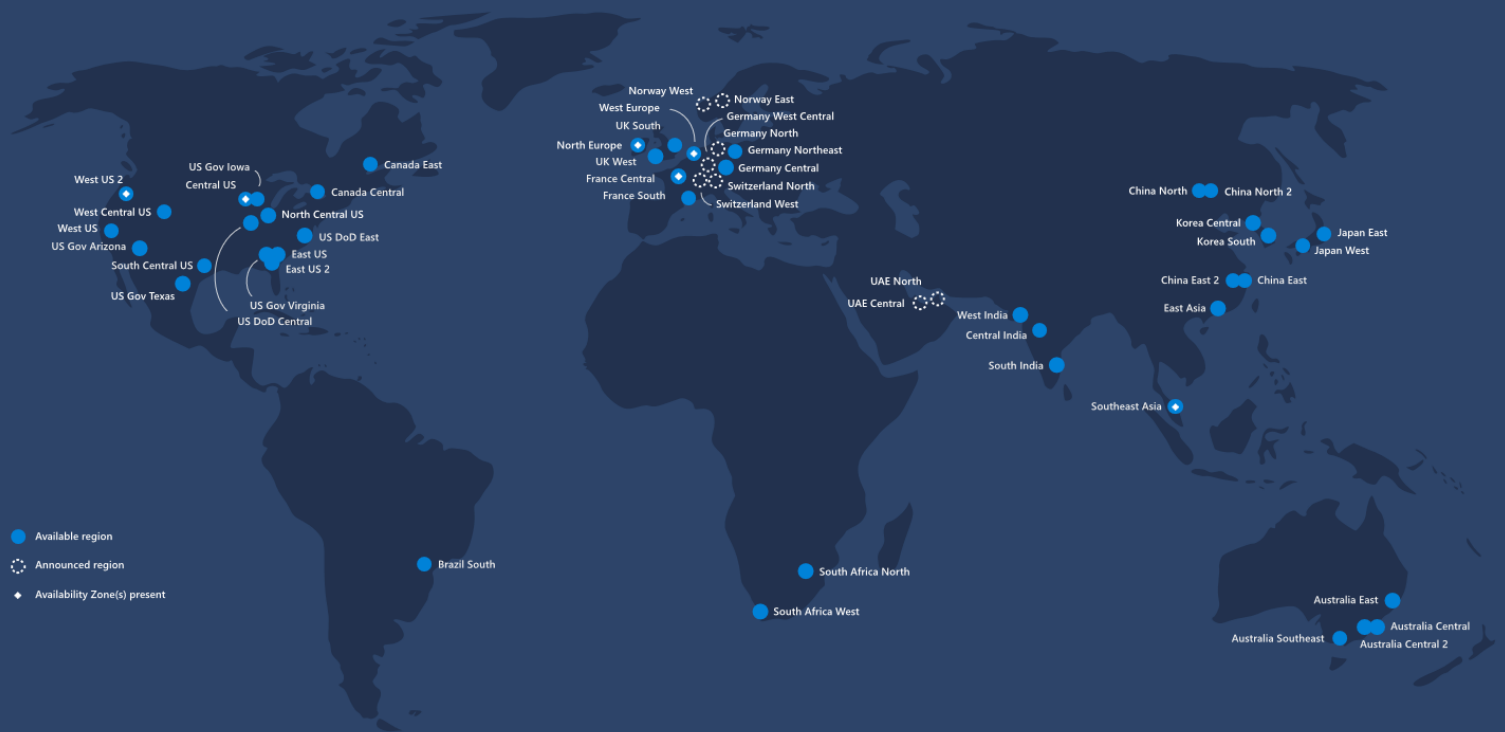 Norway West
Norway East
West Europe
Germany West Central
UK South
Germany North
North Europe
Germany Northeast
UK West
Germany Central
France Central
Switzerland North
France South
Switzerland West
Canada East
US Gov Iowa
Central US
West US 2
Canada Central
West Central US
North Central US
West US
US DoD East
US Gov Arizona
East US
South Central US
East US 2
US Gov Texas
US Gov Virginia
US DoD Central
China North
China North 2
Korea Central
Japan East
Korea South
Japan West
China East 2
China East
East Asia
UAE North
UAE Central
West India
Central India
South India
Southeast Asia
Available region
Announced region
Availability Zone(s) present
Brazil South
South Africa North
South Africa West
Australia East
Australia Central
Australia Southeast
Australia Central 2